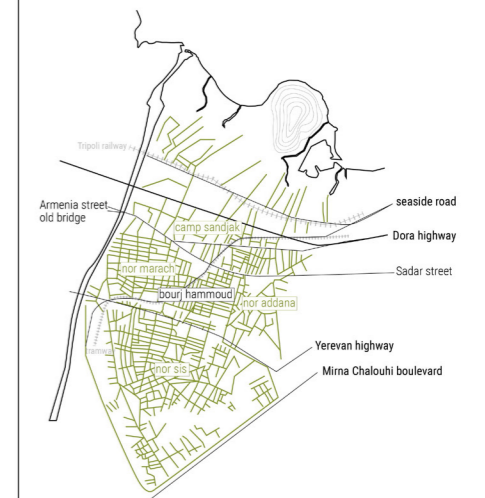 Tripoli railway
Armenia street
old bridge
seaside road
camp sandjak
Dora highway
nor marach
Sadar street
bourj hammoud
nor addana
tramway
Yerevan highway
nor sis
Mirna Chalouhi boulevard